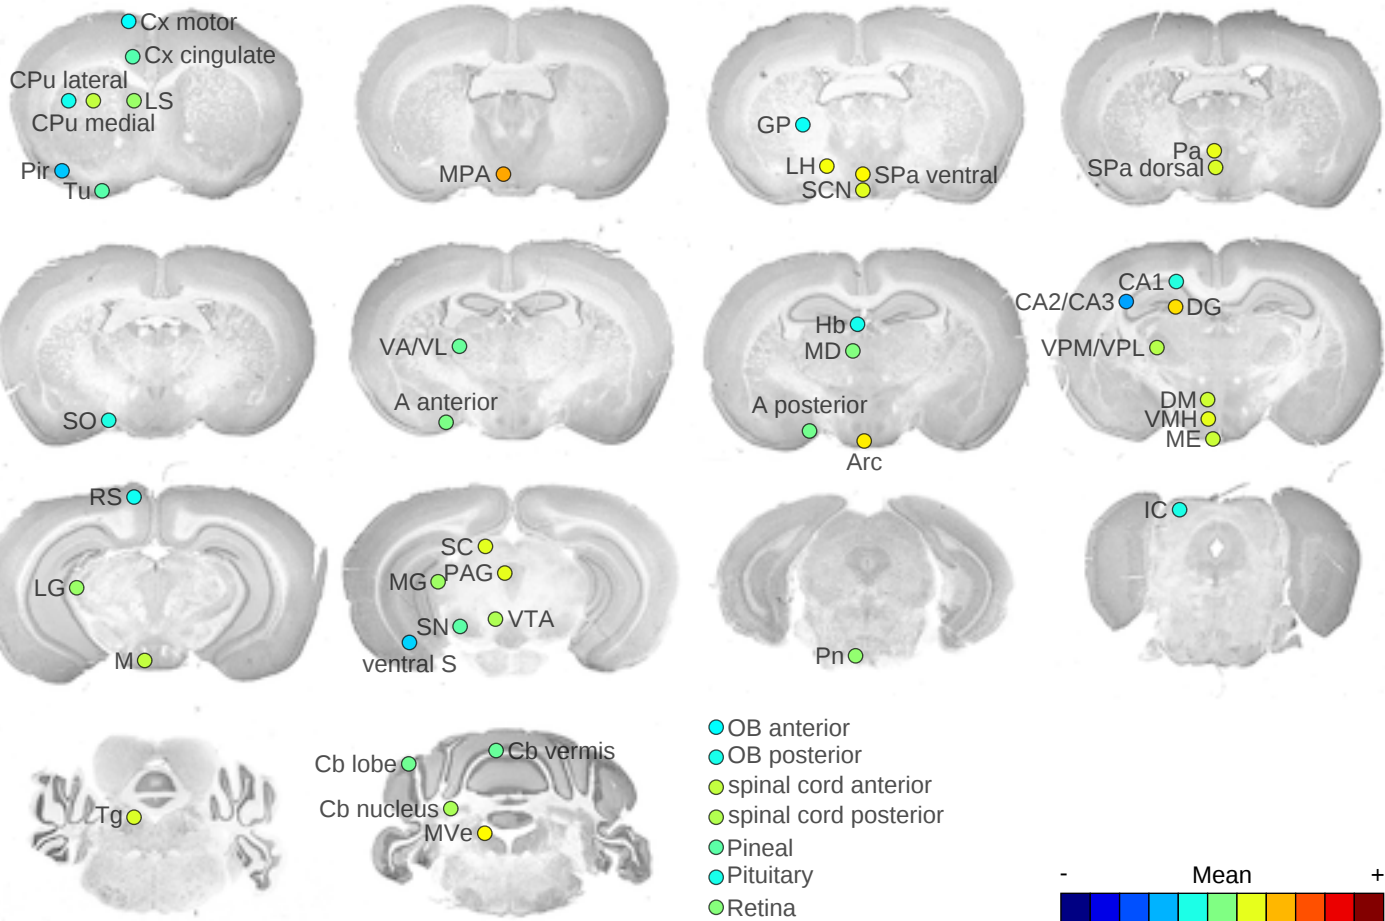 Cx motor
Cx cingulate
CPu lateral
LS
CPu medial
Pir
Tu
MPA
GP
LH
SPa ventral
SCN
Pa
SPa dorsal
SO
VA/VL
A anterior
Hb
MD
A posterior
Arc
CA1
CA2/CA3
DG
VPM/VPL
DM
VMH
ME
RS
LG
M
SC
PAG
MG
VTA
SN
ventral S
Pn
IC
Tg
Cb vermis
Cb lobe
Cb nucleus
MVe
OB anterior
OB posterior
spinal cord anterior
spinal cord posterior
Pineal
Pituitary
Retina
- Mean +